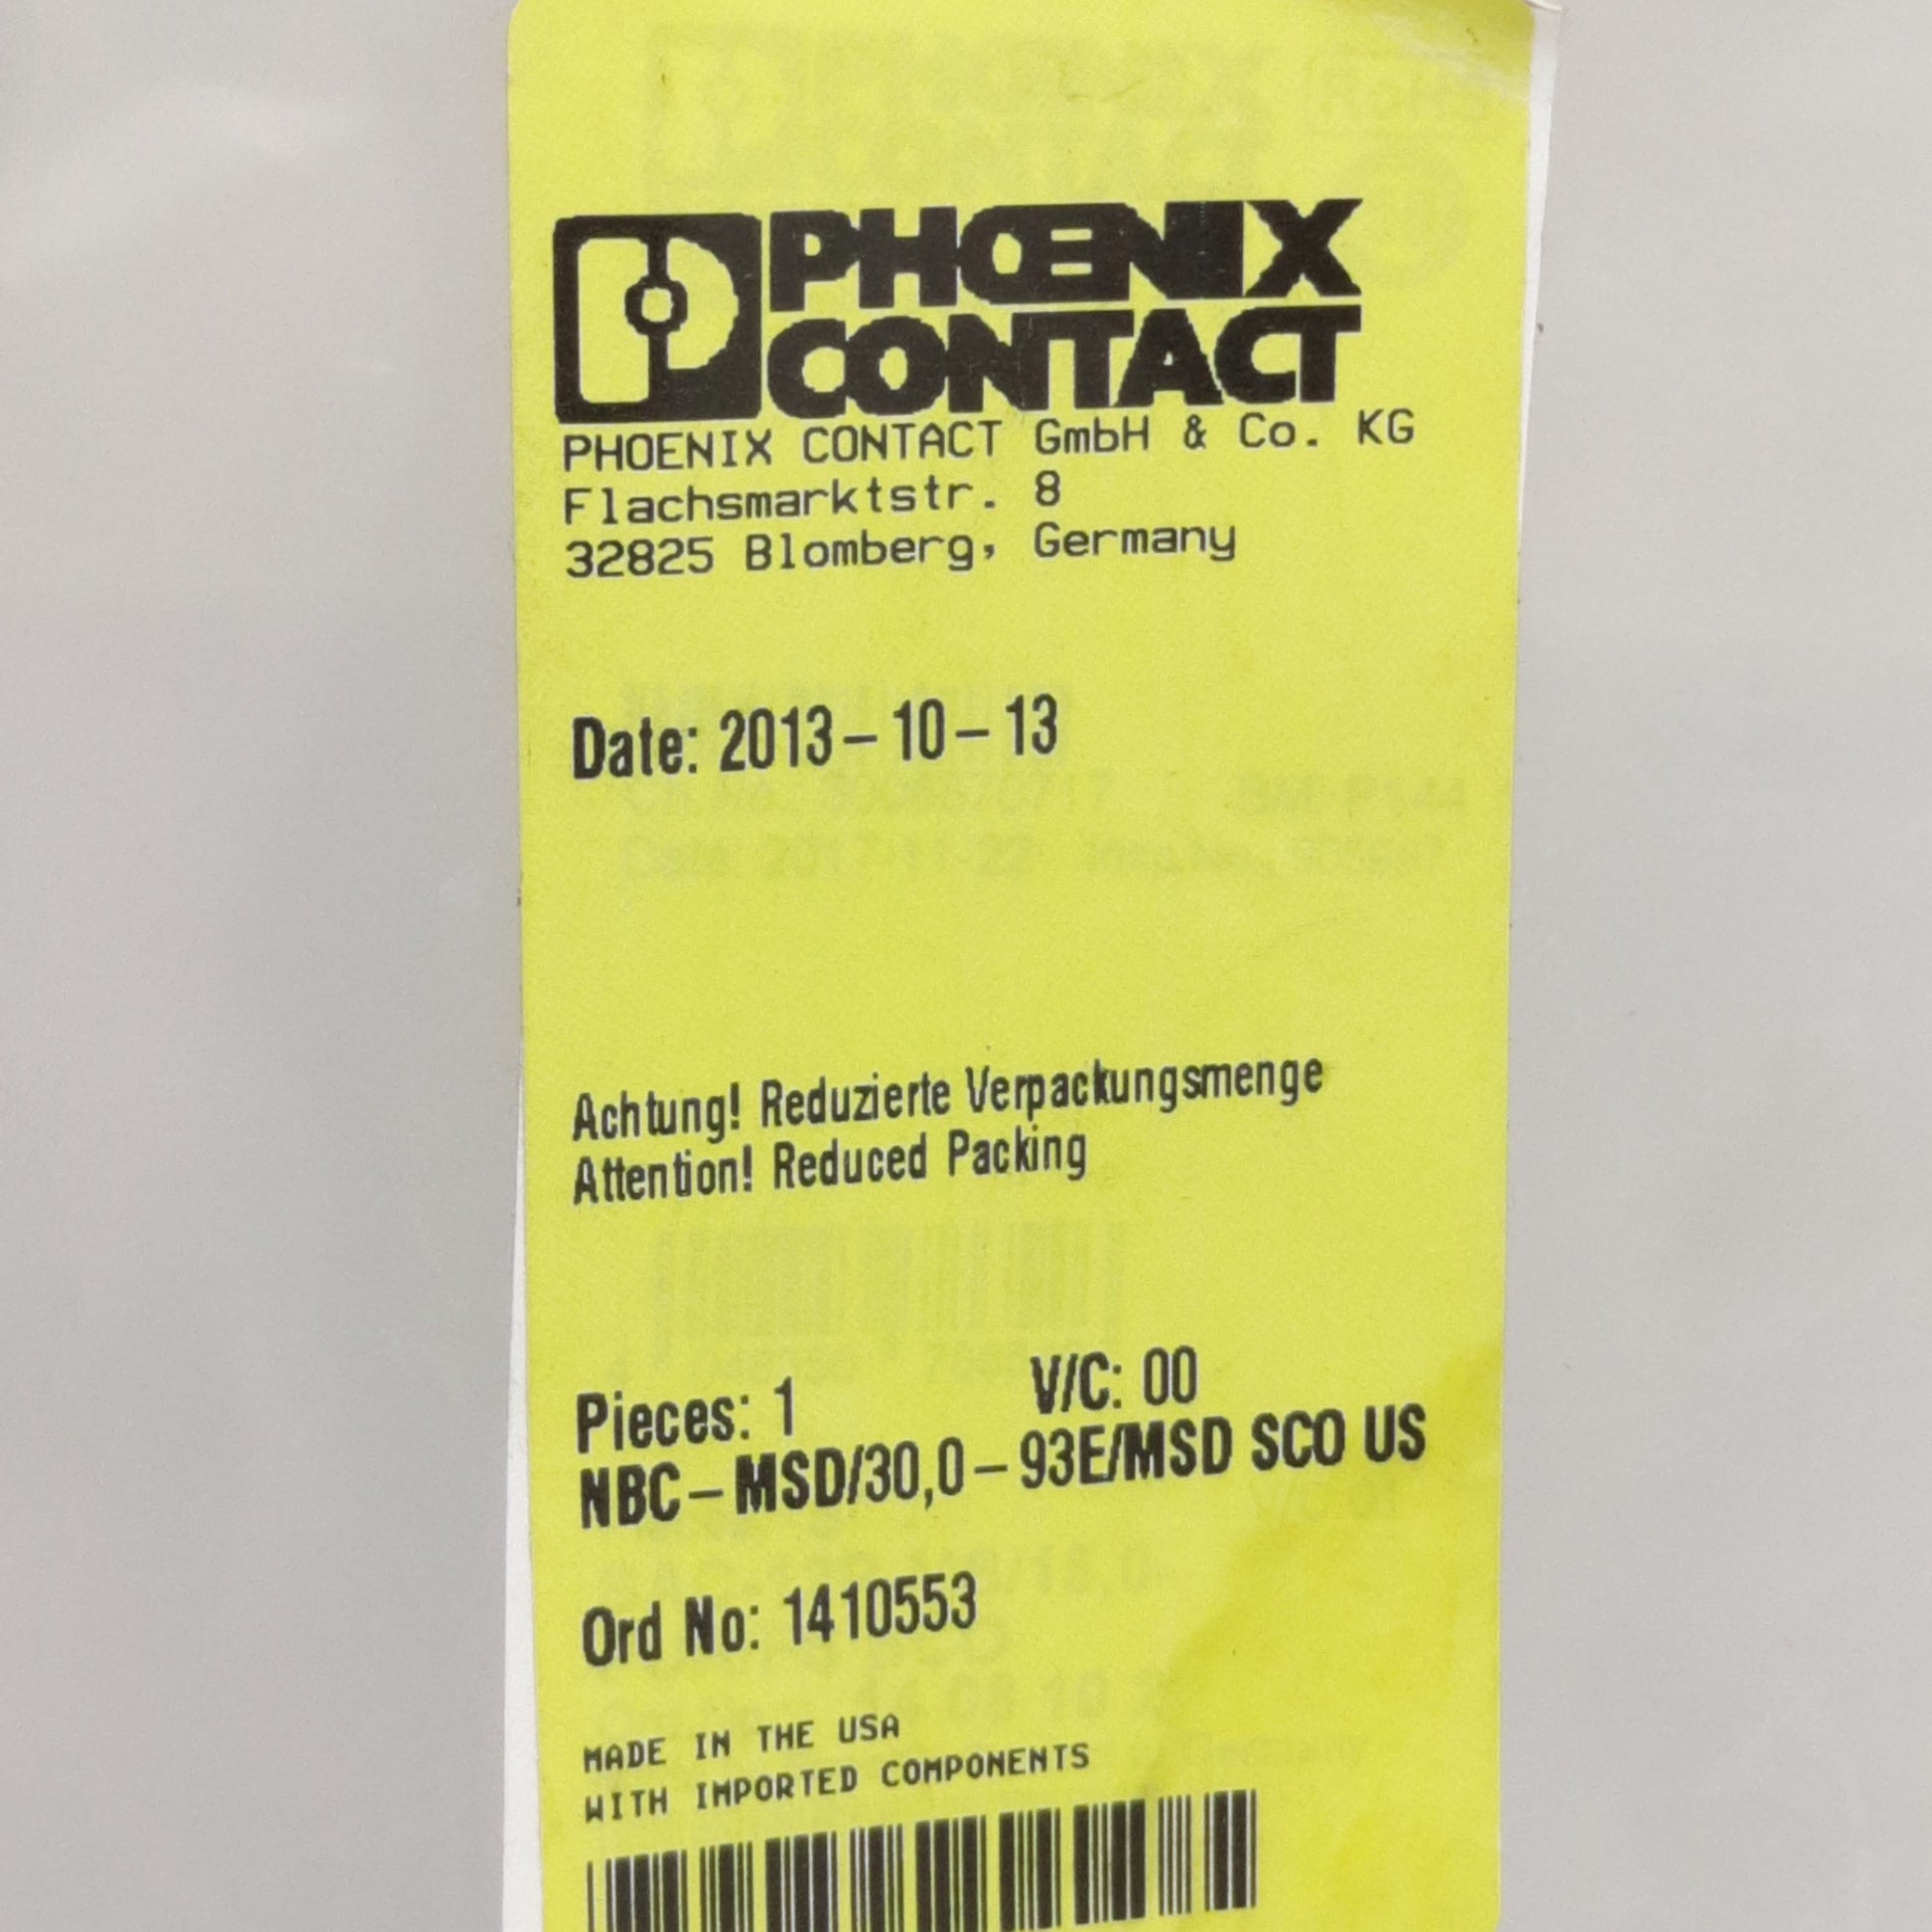 PHOENIX
CONTACT
PHOENIX CONTACT GmbH & Co. KG
Flachsmarktstr. 8
32825 Blomberg, Germany
Date: 2013-10-13
Achtung! Reduzierte Verpackungsmenge
Attention! Reduced Packing
Pieces: 1 V/C: 00
NBC-MSD/30,0-93E/MSD SCO US
Ord No: 1410553
MADE IN THE USA
WITH IMPORTED COMPONENTS